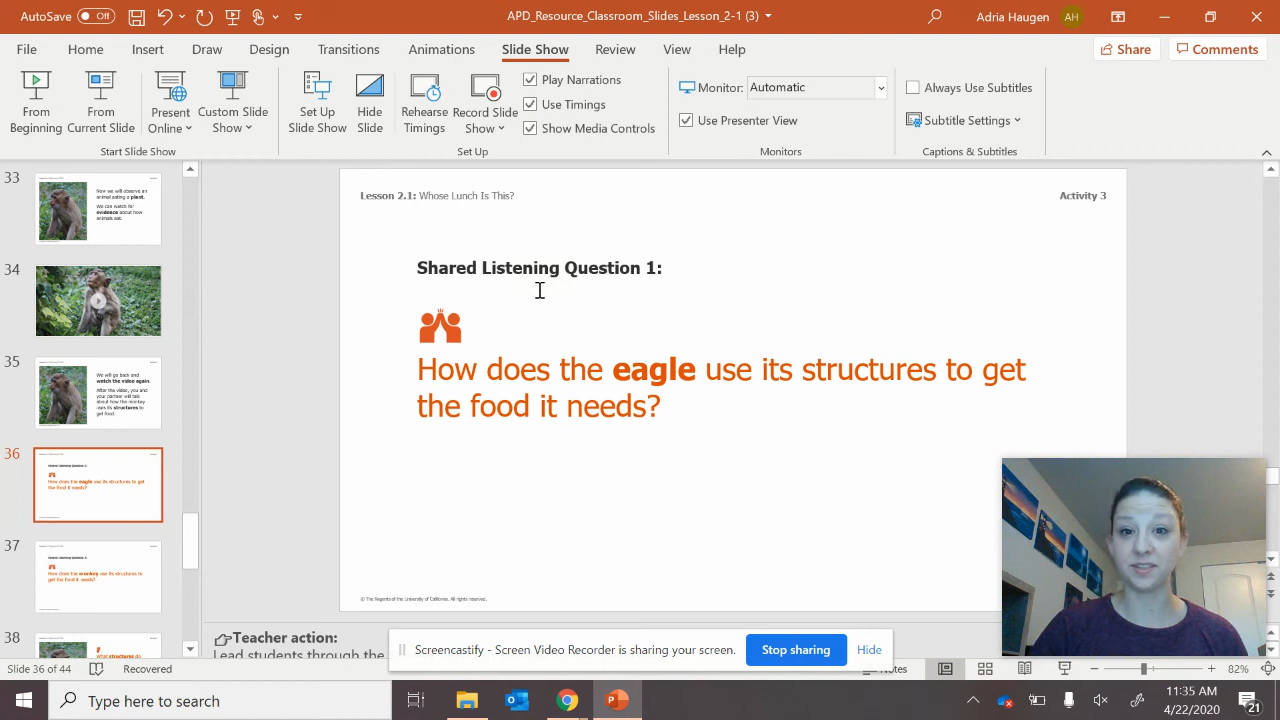 AutoSave Off
APD_Resource_Classroom_Slides_Lesson_2-1 (3)
Adria Haugen AH
File Home Insert Draw Design Transitions Animations Slide Show Review View Help
Share Comments
From Beginning
From Current Slide
Present Online
Custom Slide Show
Set Up Slide Show
Hide Slide
Rehearse Timings
Record Slide Show
Play Narrations
Use Timings
Show Media Controls
Monitor: Automatic
Use Presenter View
Always Use Subtitles
Subtitle Settings
Start Slide Show
Set Up
Monitors
Captions & Subtitles
33
Now we will observe an
animal eating a plant.
We can watch for
evidence about how
animals eat.
34
35
We will go back and
watch the video again.
After the video, you and
your partner will talk
about how the monkey
uses its structures to
get food.
36
How does the eagle use its structures to get
the food it needs?
37
How does the monkey use its structures to
get the food it needs?
38
What structures do
Lesson 2.1: Whose Lunch Is This?
Activity 3
Shared Listening Question 1:
How does the eagle use its structures to get
the food it needs?
© The Regents of the University of California. All rights reserved.
Teacher action:
Lead students through the
Screencastify - Screen Video Recorder is sharing your screen.
Stop sharing
Hide
Slide 36 of 44
Recovered
Notes
82%
Type here to search
11:35 AM
4/22/2020
21